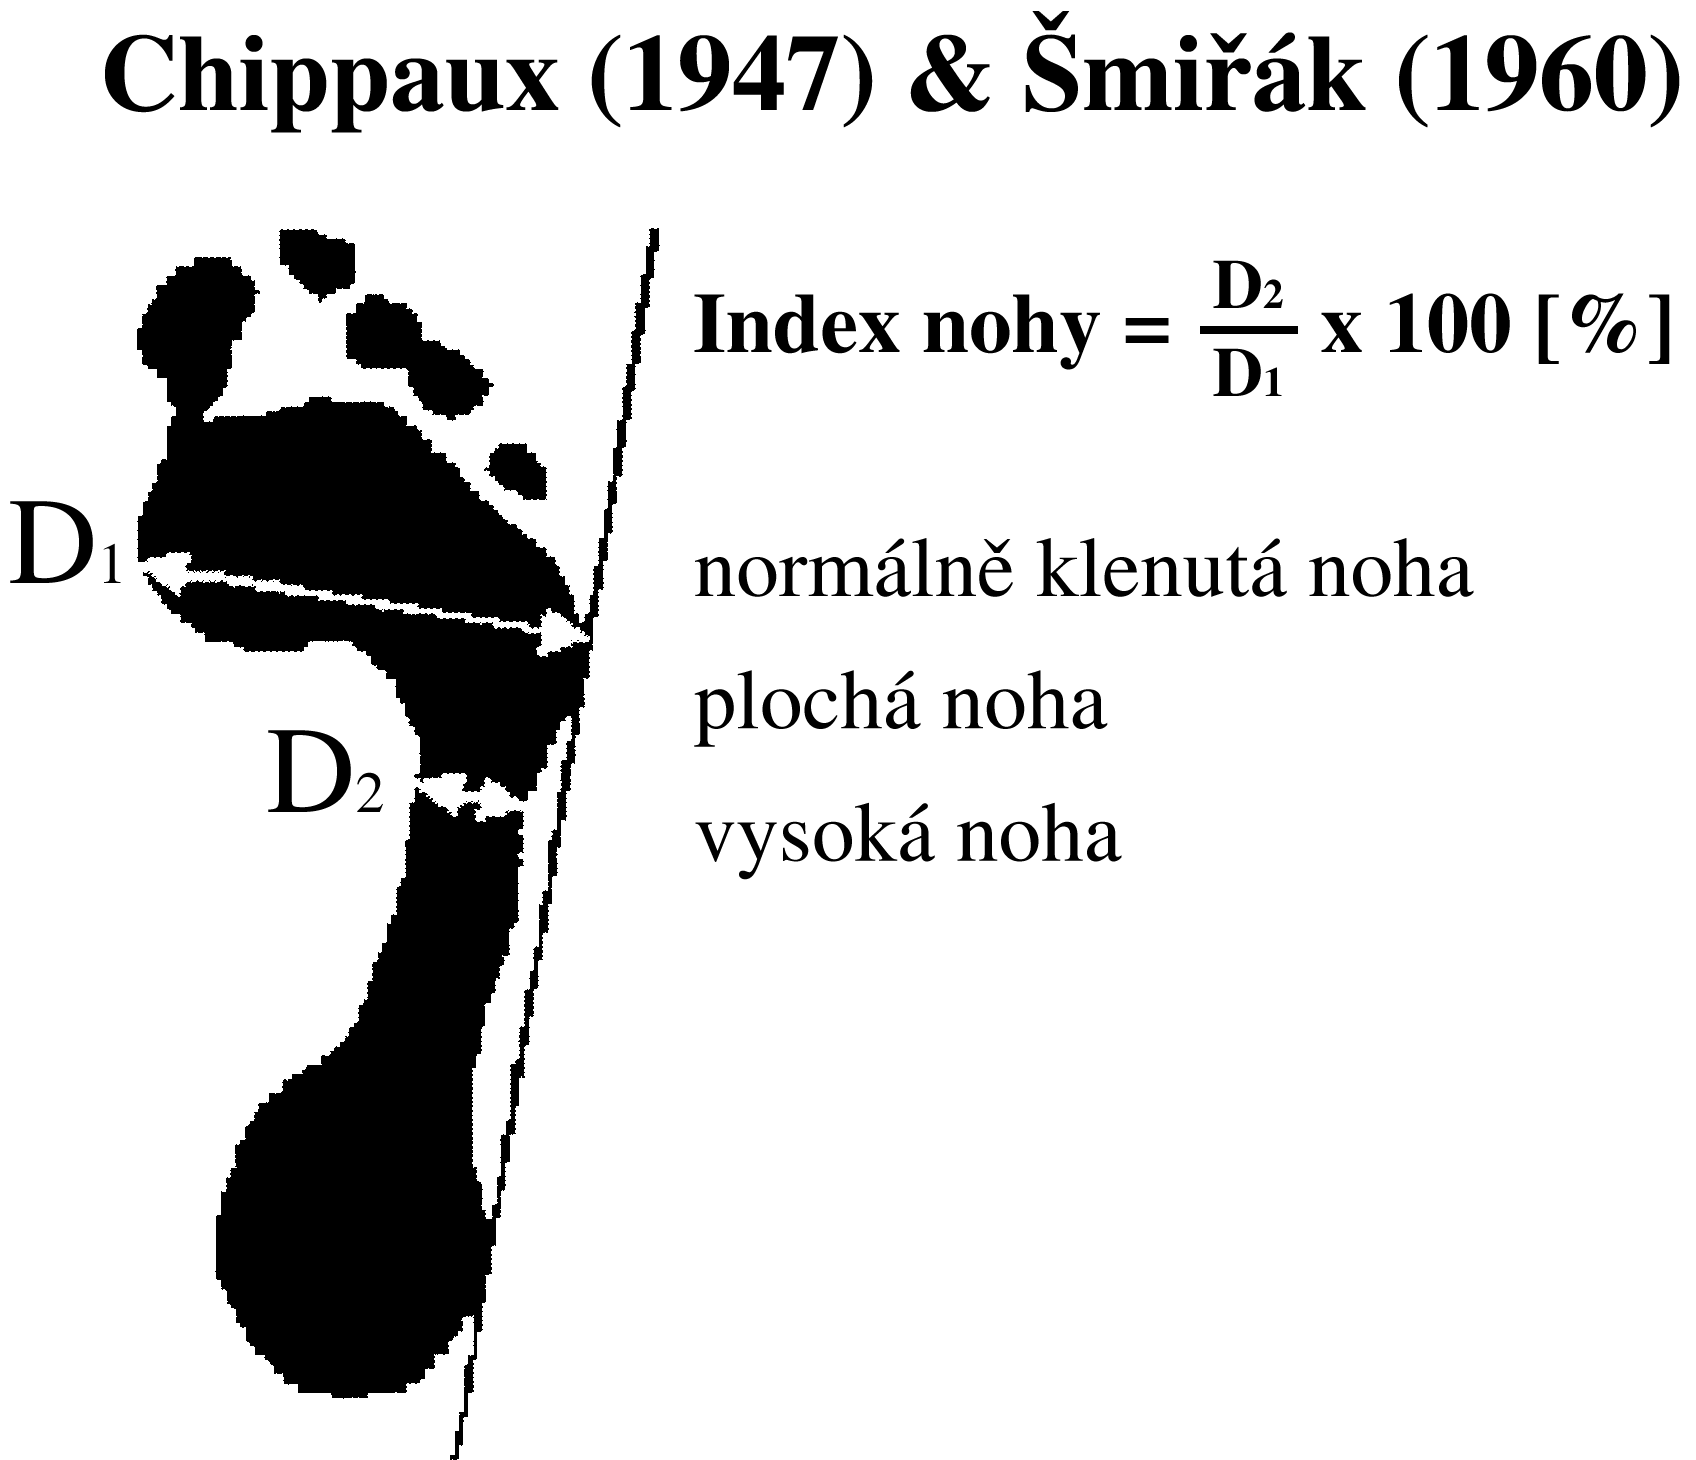 Chippaux (1947) & Šmiřák (1960)
Index nohy = D2/D1 x 100 [%]
D1
normálně klenutá noha
plochá noha
D2
vysoká noha